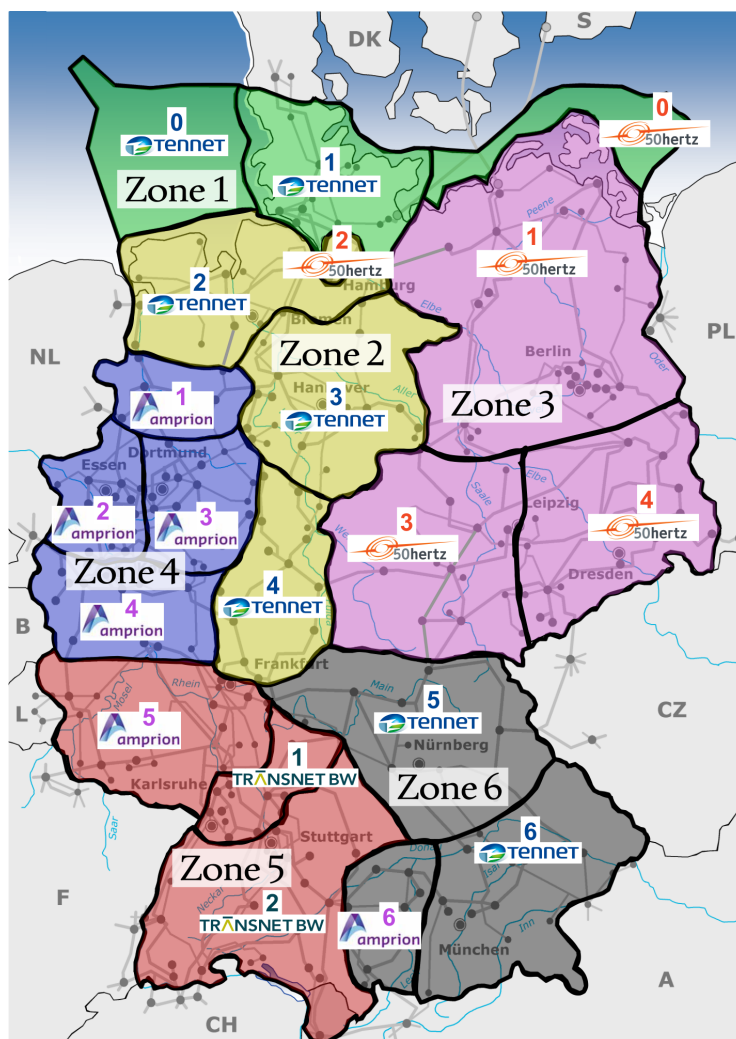 S
DK
0
TENNET
0
50hertz
1
TENNET
Zone 1
Peene
2
50hertz
1
50hertz
Hamburg
2
TENNET
Elbe
Bremen
NL
PL
Zone 2
Berlin
Oder
Hannover
Aller
Zone 3
1
amprion
3
TENNET
Dortmund
Essen
Elbe
Saale
2
amprion
3
amprion
Leipzig
3
50hertz
4
50hertz
Zone 4
Dresden
4
TENNET
4
amprion
B
Frankfurt
Main
Rhein
Mosel
L
5
amprion
5
TENNET
CZ
Nürnberg
1
TRANSNET BW
Karlsruhe
Zone 6
Saar
Stuttgart
6
TENNET
Isar
Zone 5
F
Neckar
2
TRANSNET BW
6
amprion
Inn
München
A
CH